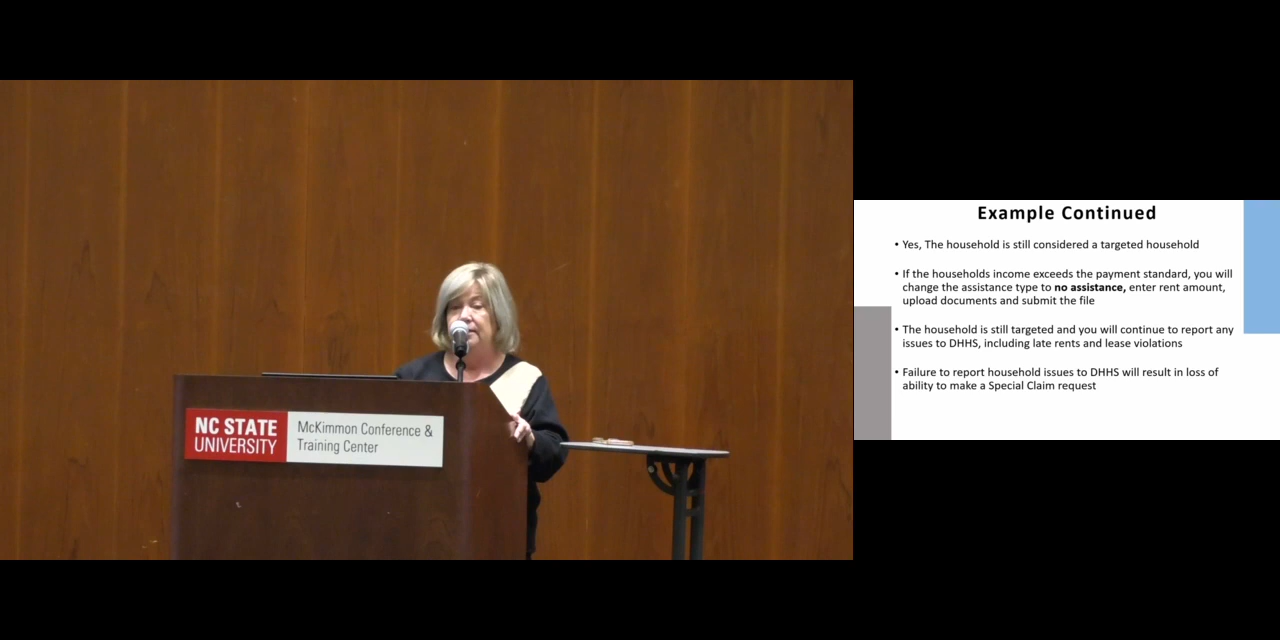 NC STATE
UNIVERSITY
McKimmon Conference &
Training Center
Example Continued
• Yes, The household is still considered a targeted household
• If the households income exceeds the payment standard, you will
change the assistance type to no assistance, enter rent amount,
upload documents and submit the file
• The household is still targeted and you will continue to report any
issues to DHHS, including late rents and lease violations
• Failure to report household issues to DHHS will result in loss of
ability to make a Special Claim request